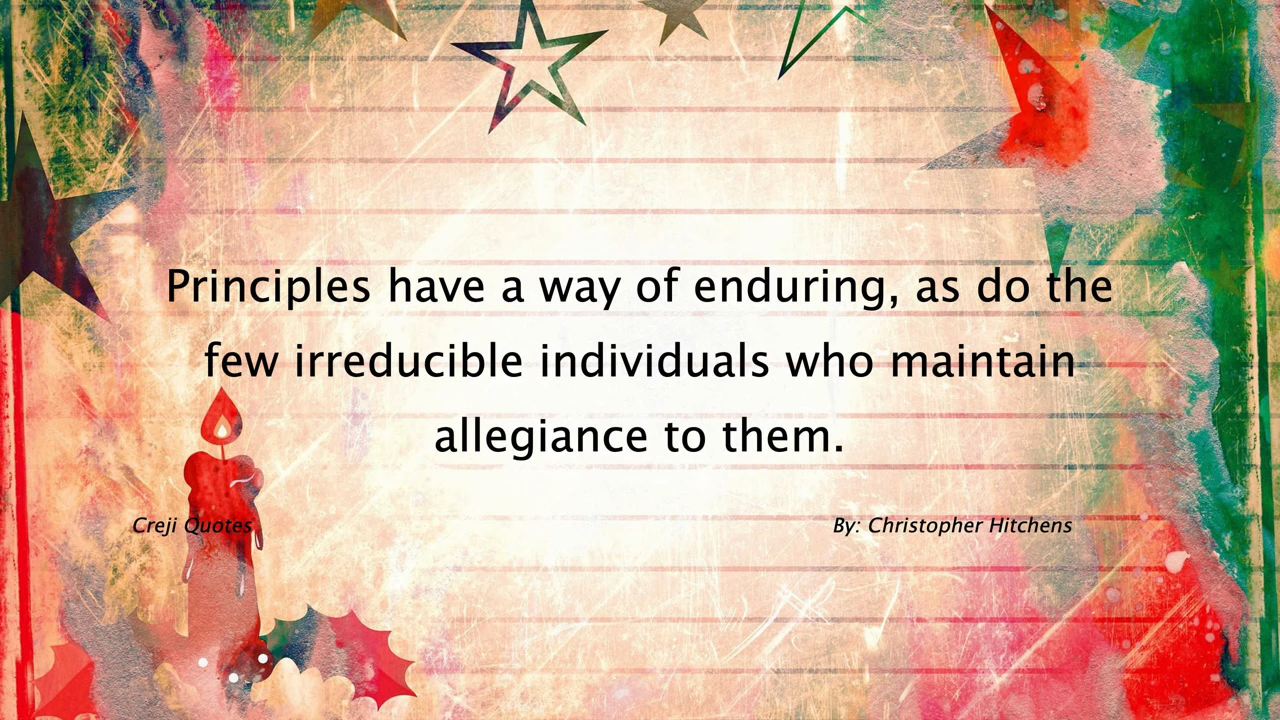 Principles have a way of enduring, as do the
few irreducible individuals who maintain
allegiance to them.
Creji Quotes
By: Christopher Hitchens